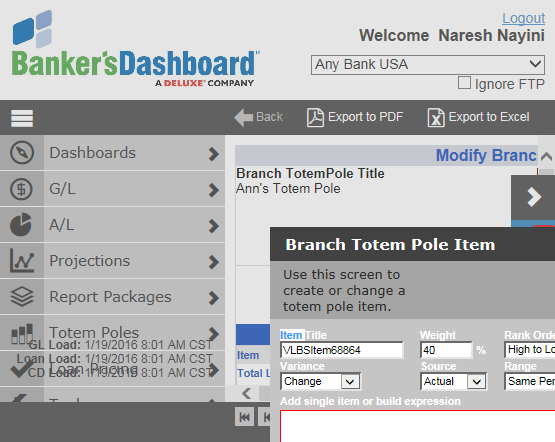 Logout
Welcome Naresh Nayini
Banker'sDashboard™
A DELUXE® COMPANY
Any Bank USA
Ignore FTP
Back
Export to PDF
Export to Excel
Dashboards
G/L
A/L
Projections
Report Packages
Totem Poles
GL Load: 1/19/2016 8:01 AM CST
Loan Load: 1/19/2016 8:01 AM CST
Loan Pricing
CD Load: 1/19/2016 8:01 AM CST
Modify Branc
Branch TotemPole Title
Ann's Totem Pole
Branch Totem Pole Item
Use this screen to
create or change a
totem pole item.
Item
Total L
Item Title
Weight
Rank Orde
VLBSItem68864
40
%
High to Lo
Variance
Source
Range
Change
Actual
Same Per
Add single item or build expression